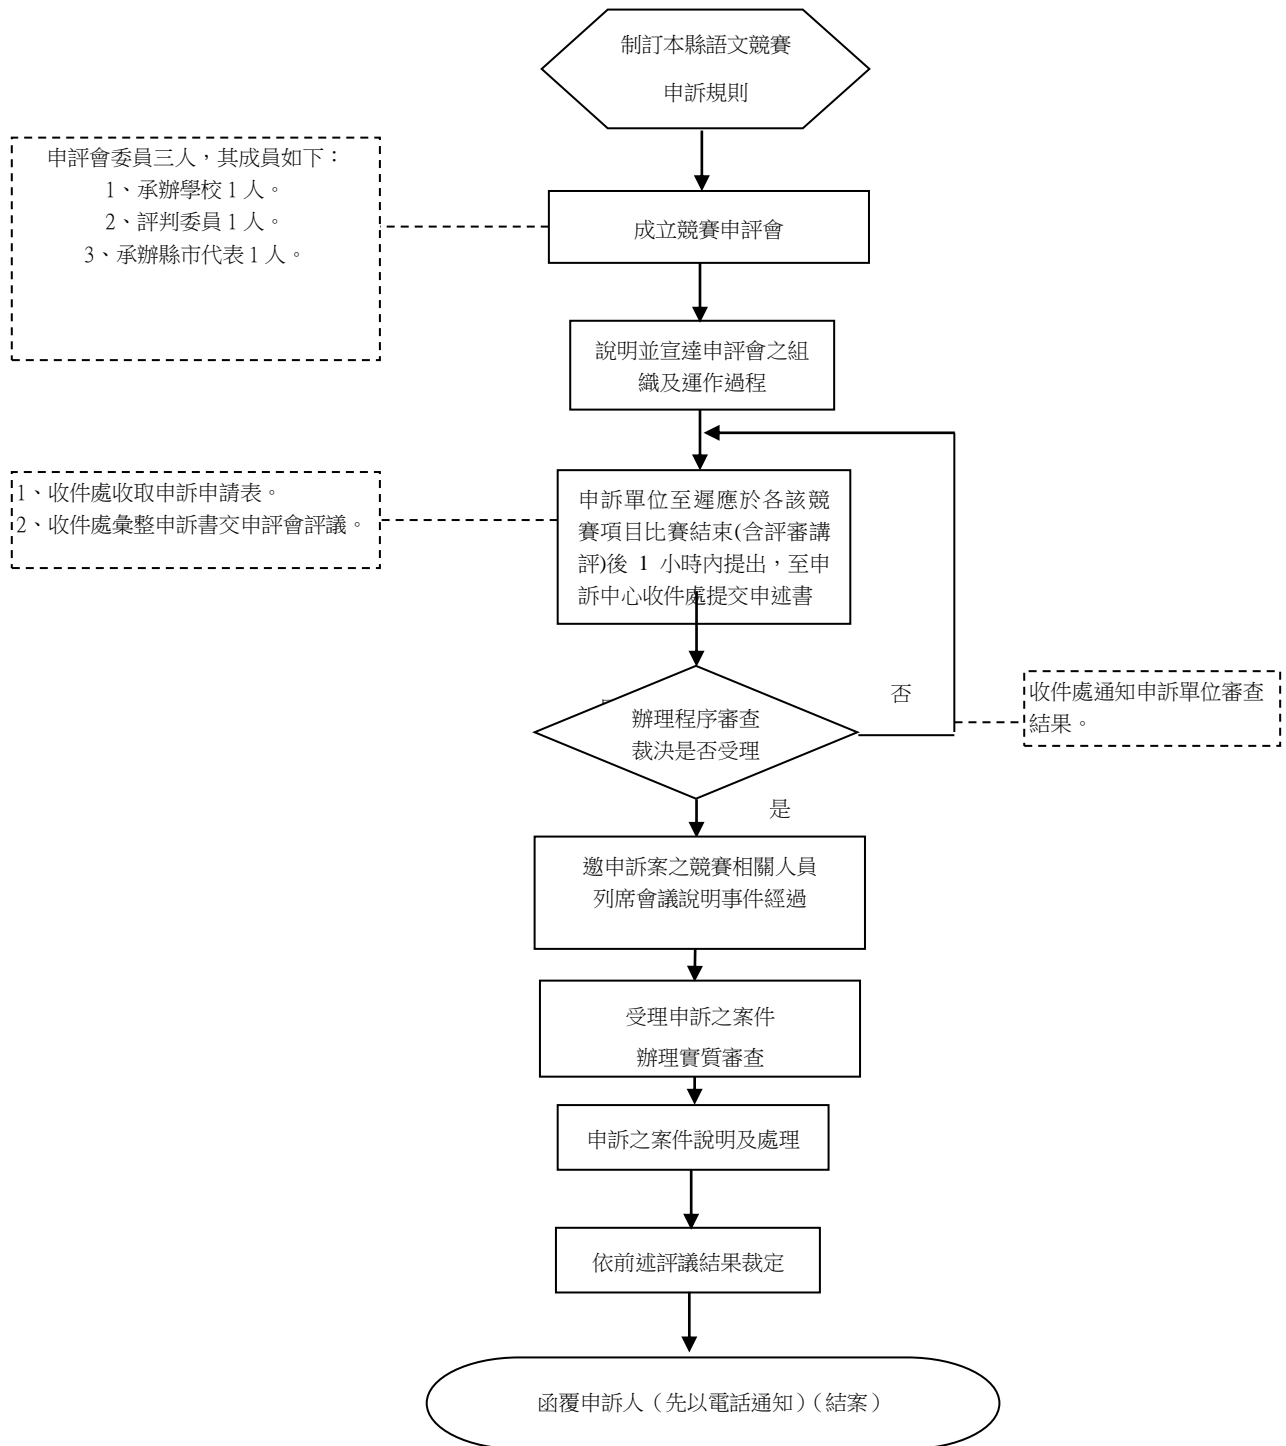 制訂本縣語文競賽
申訴規則
申評會委員三人，其成員如下：
1、承辦學校 1 人。
2、評判委員 1 人。
3、承辦縣市代表 1 人。
成立競賽申評會
說明並宣達申評會之組
織及運作過程
1、收件處收取申訴申請表。
2、收件處彙整申訴書交申評會評議。
申訴單位至遲應於各該競
賽項目比賽結束(含評審講
評)後 1 小時內提出，至申
訴中心收件處提交申述書
辦理程序審查
裁決是否受理
否
收件處通知申訴單位審查
結果。
是
邀申訴案之競賽相關人員
列席會議說明事件經過
受理申訴之案件
辦理實質審查
申訴之案件說明及處理
依前述評議結果裁定
函覆申訴人（先以電話通知）（結案）